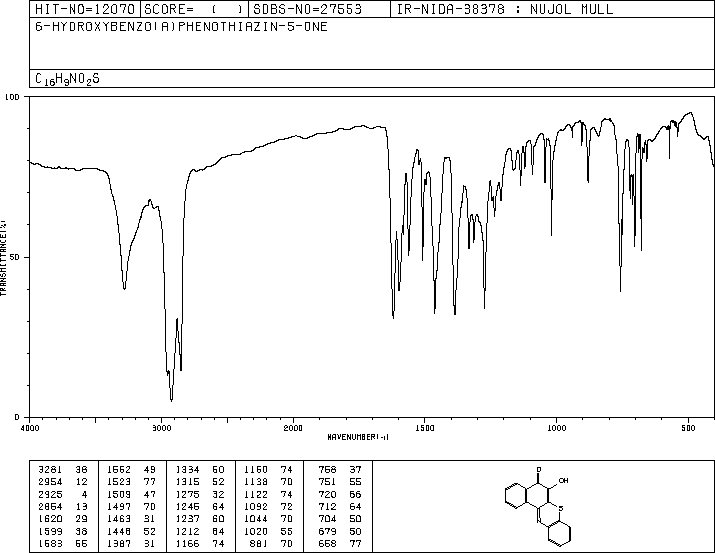 HIT-NO=12070 SCORE= ( ) SDBS-NO=27553 IR-NIDA-38378 : NUJOL MULL
6-HYDROXYBENZO(A)PHENOTHIAZIN-5-ONE
C16H9NO2S
100
50
0
TRANSMITTANCE(%)
4000 3000 2000 1500 1000 500
WAVENUMBER(-1)
3281 38 1562 49 1334 60 1160 74 758 37
2954 12 1523 77 1315 52 1138 70 751 55
2925 4 1509 47 1275 32 1122 74 720 66
2854 13 1497 70 1245 64 1092 72 712 64
1620 29 1463 31 1237 60 1044 70 704 50
1599 38 1448 52 1212 64 1020 55 679 50
1583 55 1387 31 1166 74 881 70 658 77
O
OH
S
N